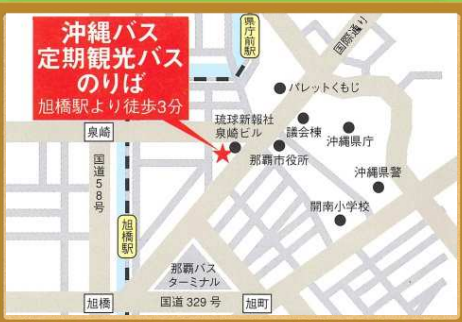 沖縄バス
定期観光バス
のりば
旭橋駅より徒歩3分
県庁前駅
国際通り
パレットくもじ
琉球新報社
泉崎ビル
議会棟
沖縄県庁
那覇市役所
泉崎
国道58号
沖縄県警
開南小学校
旭橋駅
那覇バス
ターミナル
旭橋
国道329号
旭町